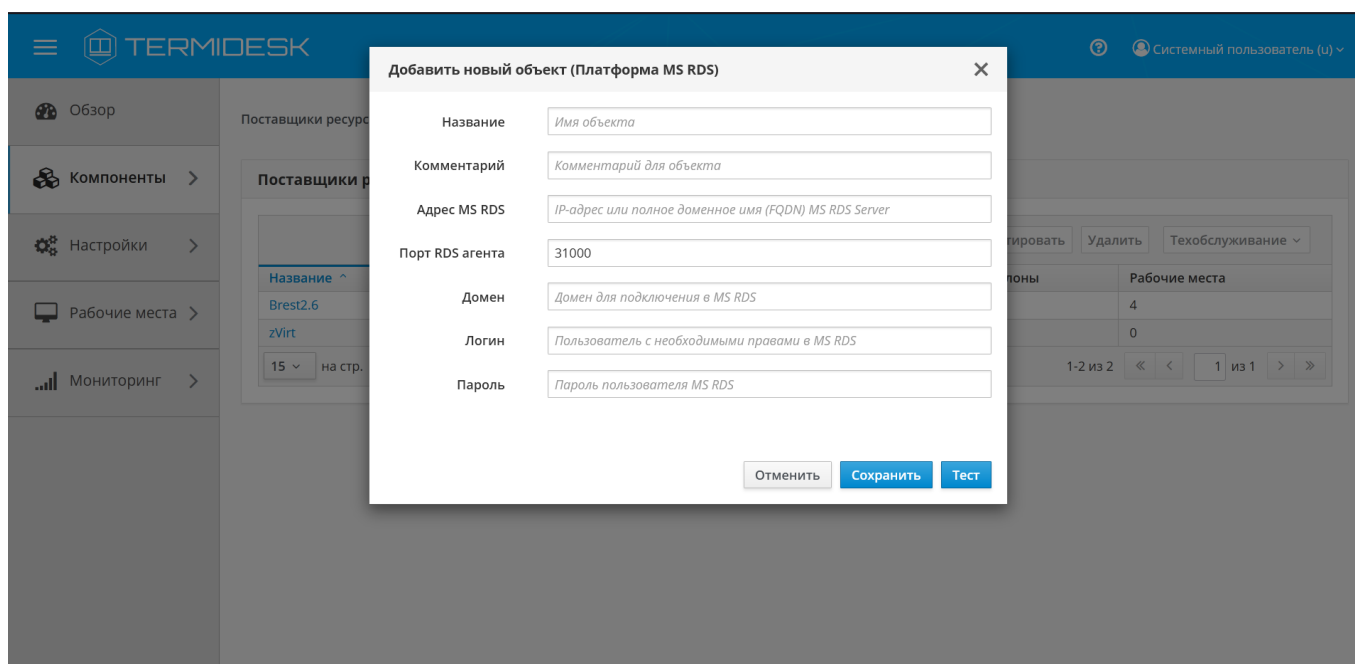 TERMIDESK
Системный пользователь (u)
Добавить новый объект (Платформа MS RDS)
Обзор
Компоненты
Настройки
Рабочие места
Мониторинг
Поставщики ресурс
Поставщики р
Название
Имя объекта
Комментарий
Комментарий для объекта
Адрес MS RDS
IP-адрес или полное доменное имя (FQDN) MS RDS Server
Порт RDS агента
31000
Домен
Домен для подключения в MS RDS
Логин
Пользователь с необходимыми правами в MS RDS
Пароль
Пароль пользователя MS RDS
Отменить Сохранить Тест
тировать Удалить Техобслуживание
Название лоны Рабочие места
Brest2.6 4
zVirt 0
15 на стр. 1-2 из 2 « < 1 из 1 > »